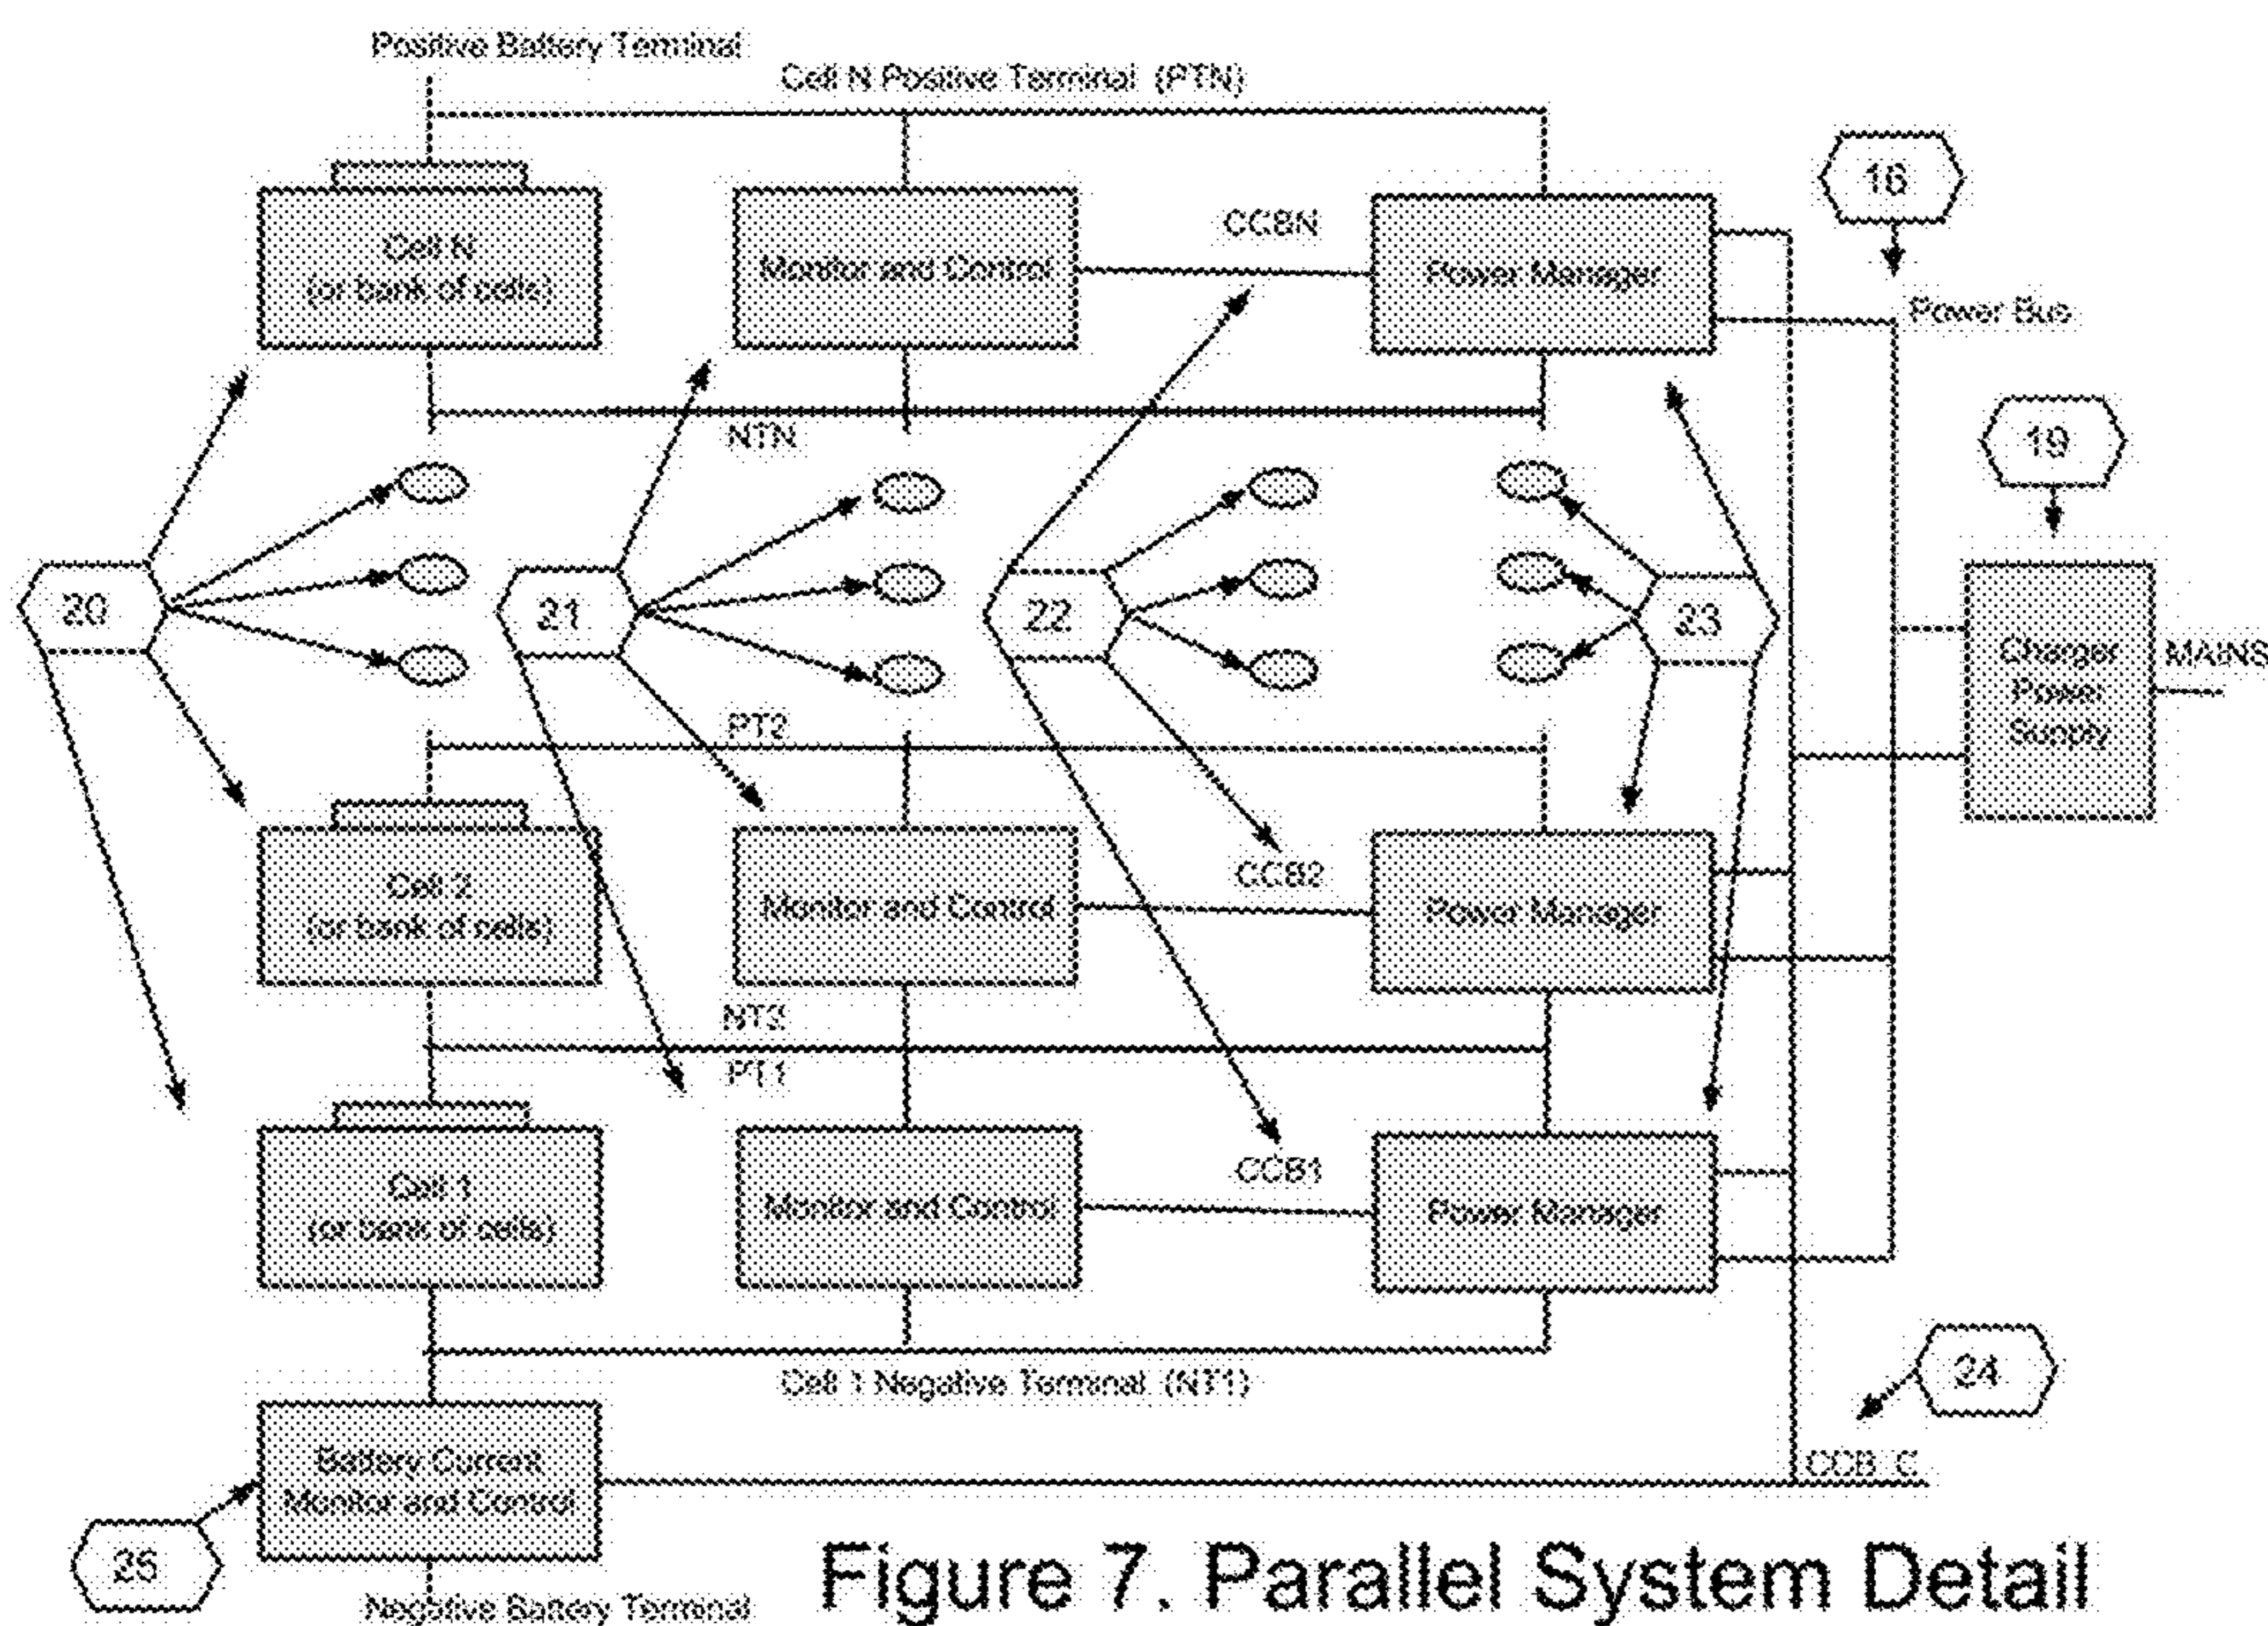 Positive Battery Terminal
Cell N Positive Terminal (PTN)
16
Cell N
(or bank of cells)
Monitor and Control
CCBN
Power Manager
Power Bus
NTN
19
20
21
22
23
Charger
Power
Supply
MAINS
PT2
Cell 2
(or bank of cells)
Monitor and Control
CCB2
Power Manager
NT2
PT1
Cell 1
(or bank of cells)
Monitor and Control
CCB1
Power Manager
Cell 1 Negative Terminal (NT1)
24
Battery Current
Monitor and Control
CCB C
Negative Battery Terminal
Figure 7. Parallel System Detail